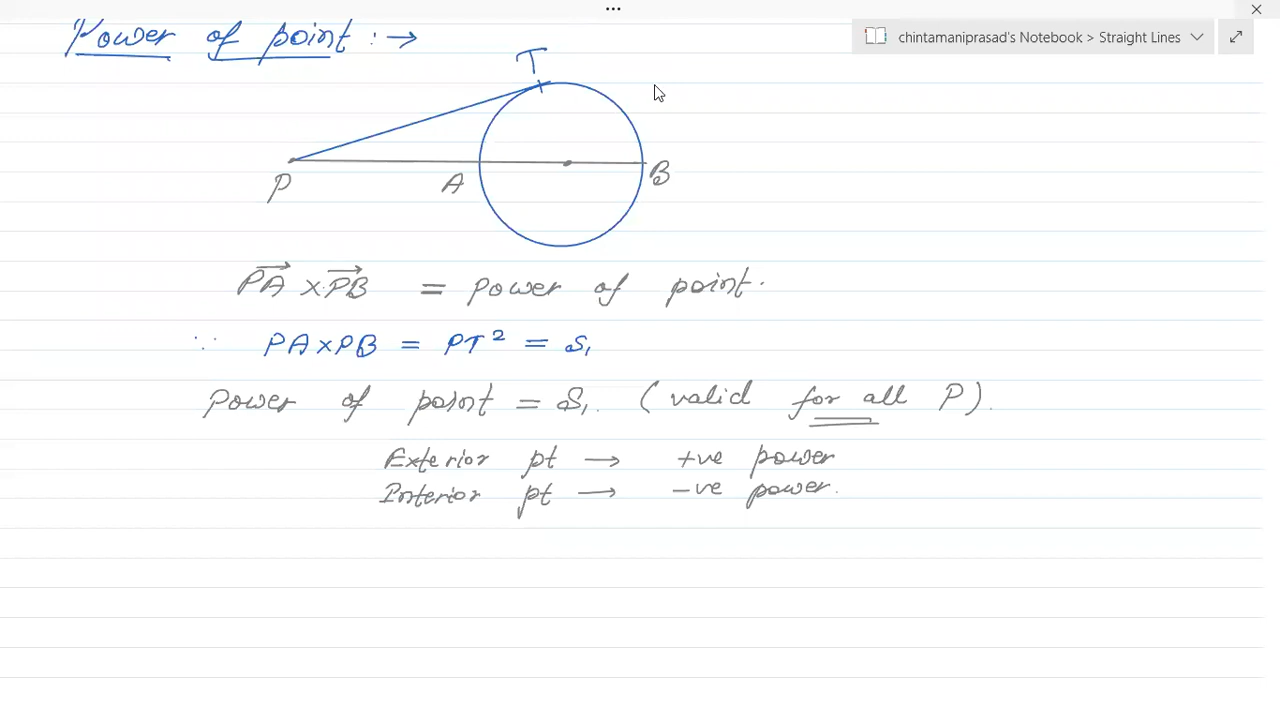 Power of point :→
chintamaniprasad's Notebook > Straight Lines
T
P A B
PA × PB = Power of point.
∵ PA×PB = PT² = S₁
Power of point = S₁. (valid for all P).
Exterior pt → +ve power
Interior pt → -ve power.